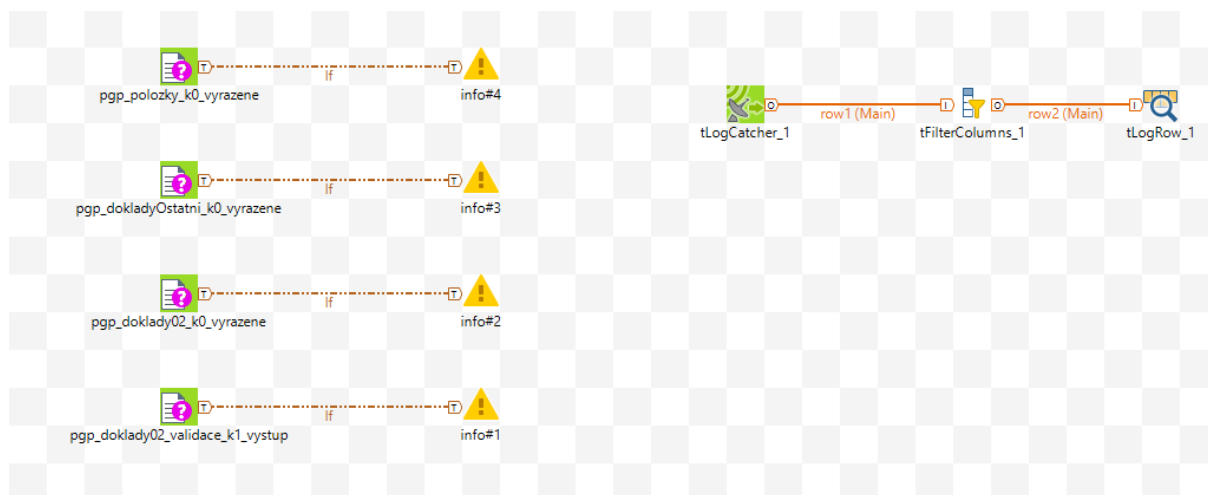 T
If
T
pgp_polozky_k0_vyrazene
info#4
O
row1 (Main)
I
O
row2 (Main)
I
tLogCatcher_1
tFilterColumns_1
tLogRow_1
T
If
T
pgp_dokladyOstatni_k0_vyrazene
info#3
T
If
T
pgp_doklady02_k0_vyrazene
info#2
T
If
T
pgp_doklady02_validace_k1_vystup
info#1